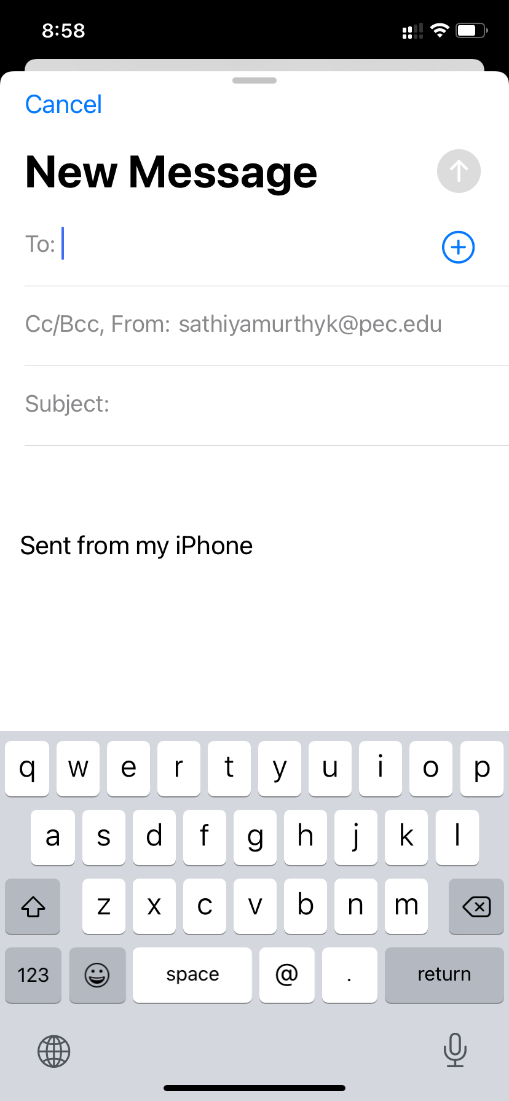 8:58
Cancel
New Message
To:
Cc/Bcc, From: sathiyamurthyk@pec.edu
Subject:
Sent from my iPhone
q w e r t y u i o p
a s d f g h j k l
z x c v b n m
123 space @ . return